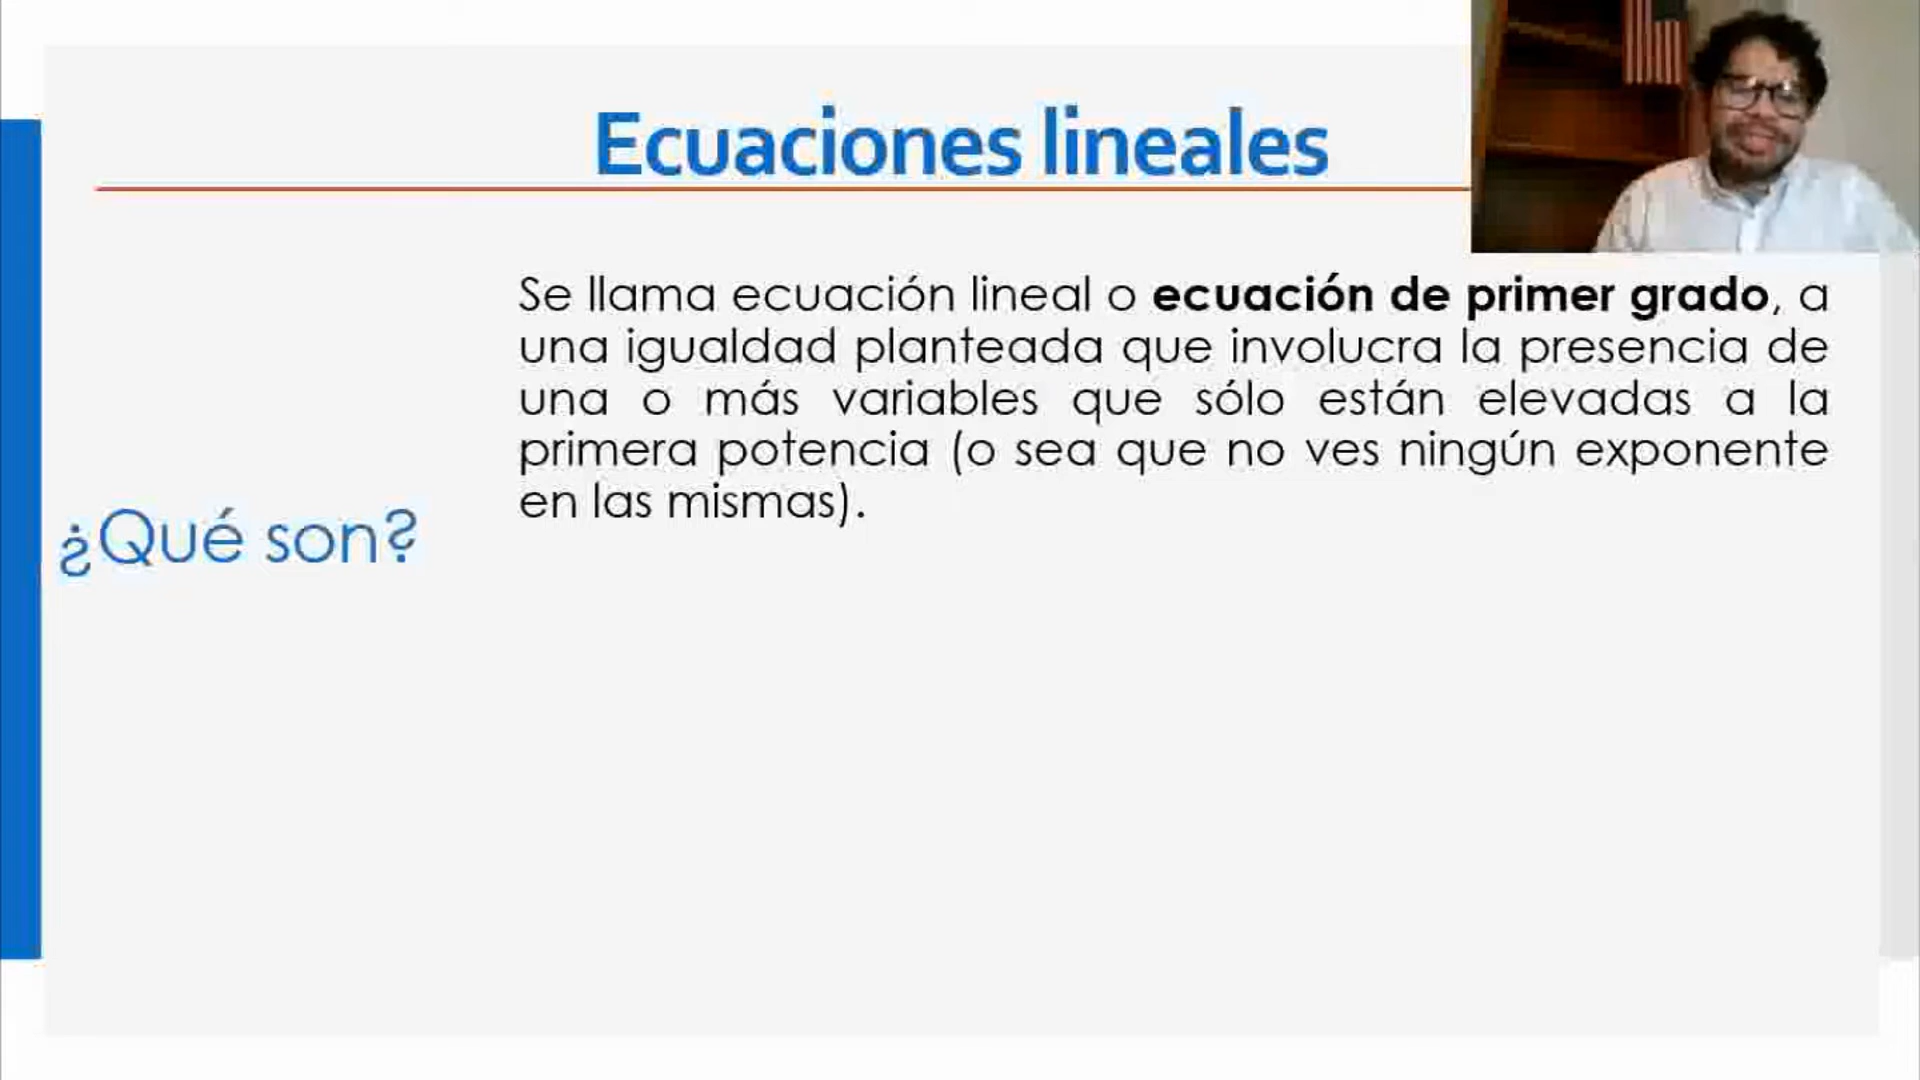 Ecuaciones lineales
Se llama ecuación lineal o ecuación de primer grado, a
una igualdad planteada que involucra la presencia de
una o más variables que sólo están elevadas a la
primera potencia (o sea que no ves ningún exponente
en las mismas).
¿Qué son?